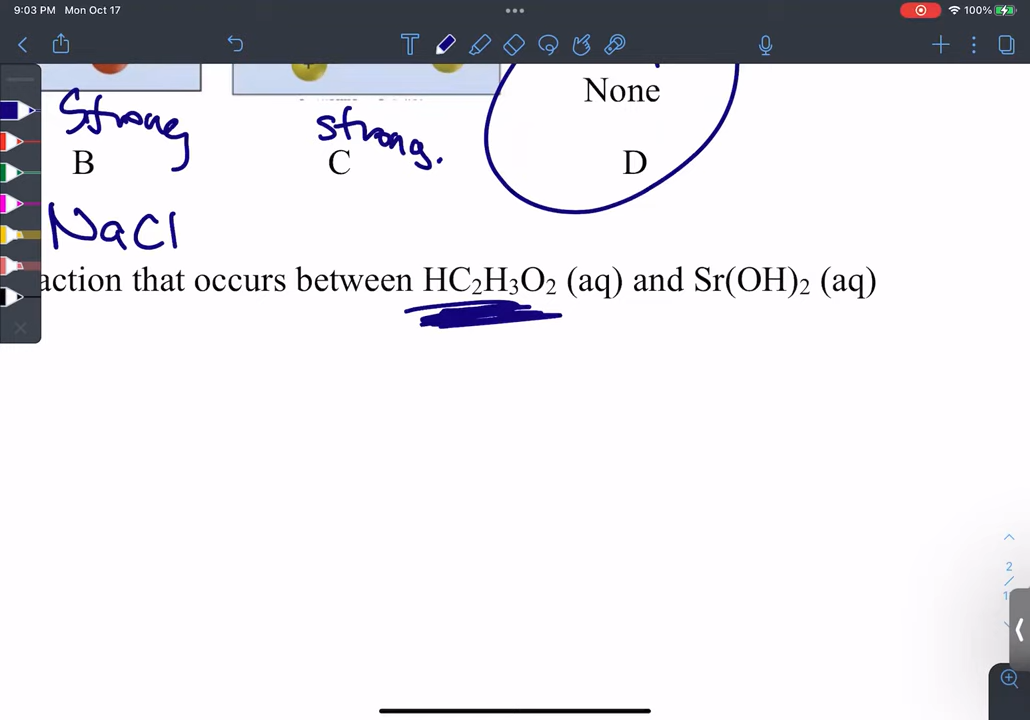 9:03 PM Mon Oct 17
100%
T
None
Strong
strong.
B
C
D
NaCl
action that occurs between HC₂H₃O₂ (aq) and Sr(OH)₂ (aq)
2
/
1